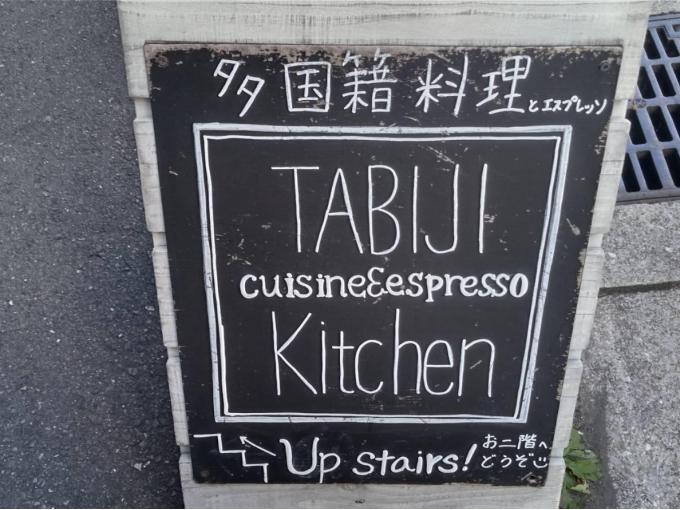 多国籍料理とエスプレッソ
TABIJI
cuisine&espresso
Kitchen
Up stairs!
お二階へ
どうぞ